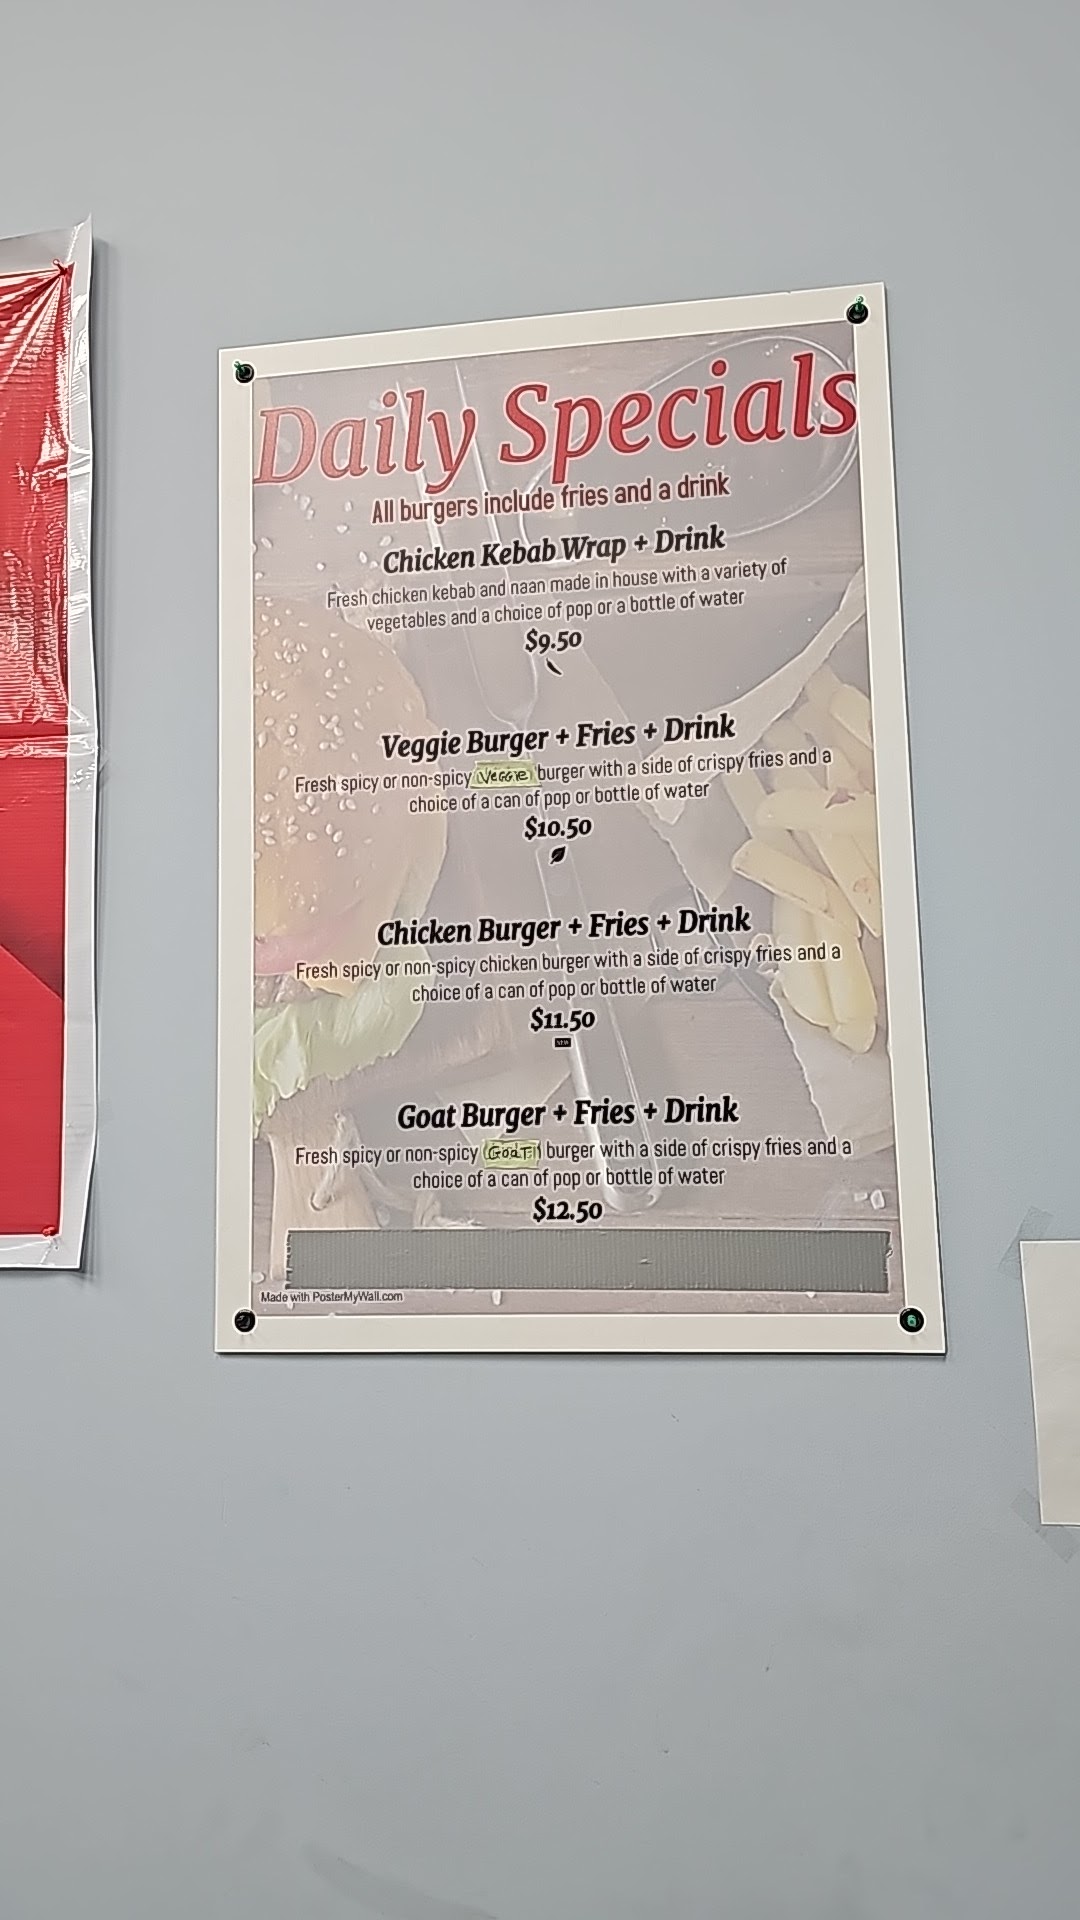 Daily Specials
All burgers include fries and a drink
Chicken Kebab Wrap + Drink
Fresh chicken kebab and naan made in house with a variety of
vegetables and a choice of pop or a bottle of water
$9.50
Veggie Burger + Fries + Drink
Fresh spicy or non-spicy Veggie burger with a side of crispy fries and a
choice of a can of pop or bottle of water
$10.50
Chicken Burger + Fries + Drink
Fresh spicy or non-spicy chicken burger with a side of crispy fries and a
choice of a can of pop or bottle of water
$11.50
NEW
Goat Burger + Fries + Drink
Fresh spicy or non-spicy Goat burger with a side of crispy fries and a
choice of a can of pop or bottle of water
$12.50
Made with PosterMyWall.com